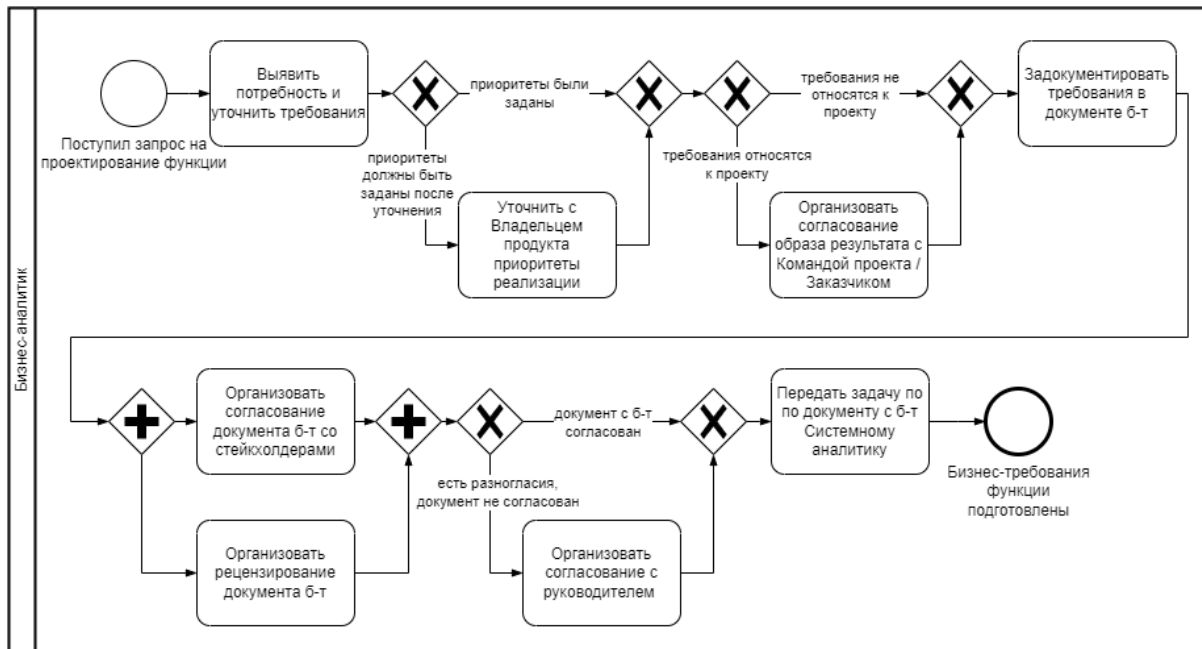 Бизнес-аналитик
Поступил запрос на
проектирование функции
Выявить
потребность и
уточнить требования
приоритеты были
заданы
приоритеты
должны быть
заданы после
уточнения
Уточнить с
Владельцем
продукта
приоритеты
реализации
требования не
относятся к
проекту
требования относятся
к проекту
Организовать
согласование
образа результата с
Командой проекта /
Заказчиком
Задокументировать
требования в
документе б-т
Организовать
согласование
документа б-т со
стейкхолдерами
Организовать
рецензирование
документа б-т
документ с б-т
согласован
есть разногласия,
документ не согласован
Организовать
согласование с
руководителем
Передать задачу по
по документу с б-т
Системному
аналитику
Бизнес-требования
функции
подготовлены